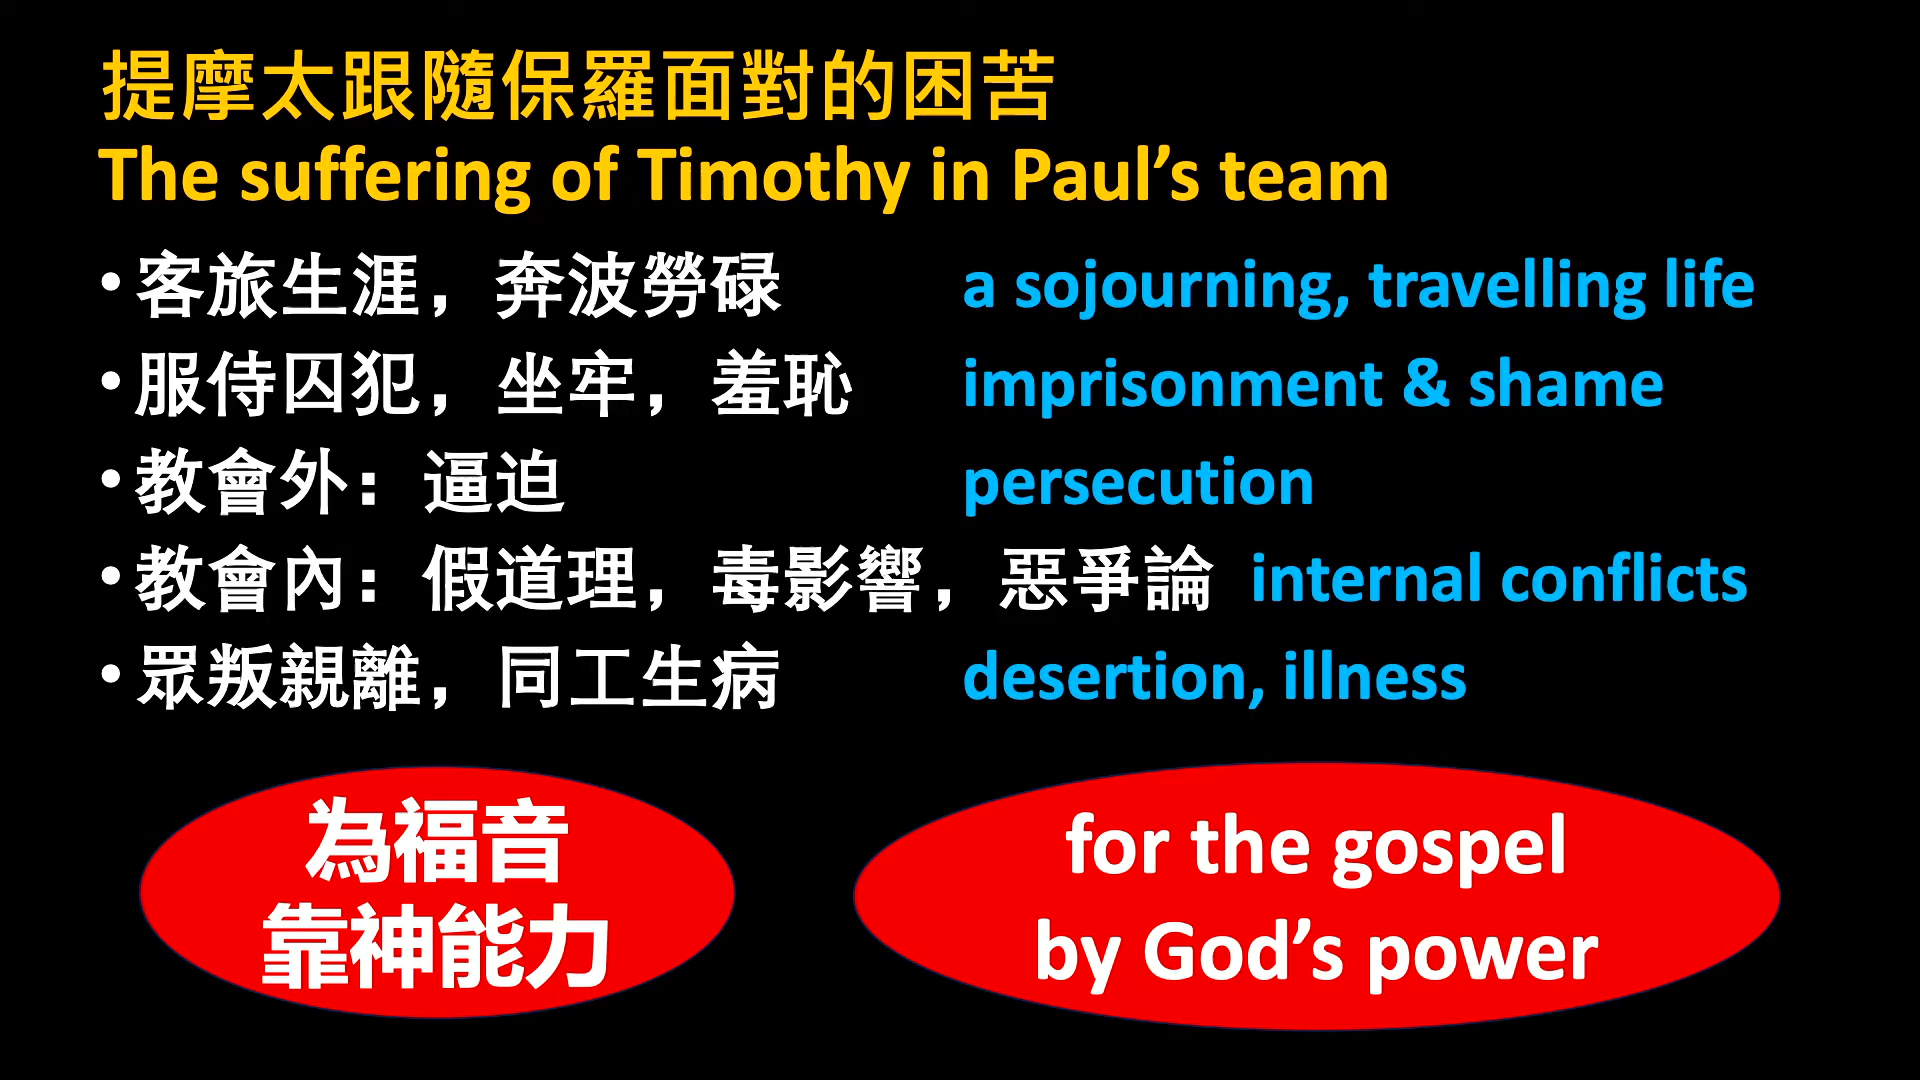 提摩太跟隨保羅面對的困苦
The suffering of Timothy in Paul’s team
•客旅生涯，奔波勞碌 a sojourning, travelling life
•服侍囚犯，坐牢，羞恥 imprisonment & shame
•教會外：逼迫 persecution
•教會內：假道理，毒影響，惡爭論 internal conflicts
•眾叛親離，同工生病 desertion, illness
為福音
靠神能力
for the gospel
by God’s power